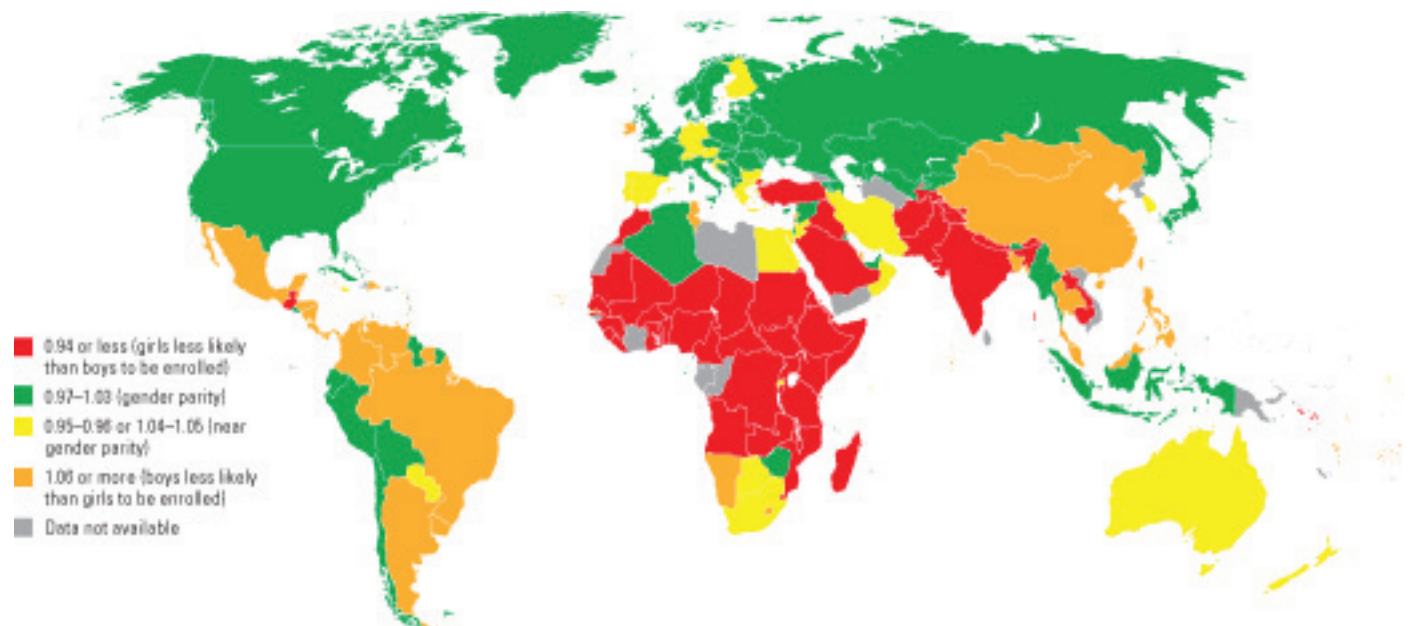 0.94 or less (girls less likely
than boys to be enrolled)
0.97–1.03 (gender parity)
0.95–0.96 or 1.04–1.05 (near
gender parity)
1.06 or more (boys less likely
than girls to be enrolled)
Data not available